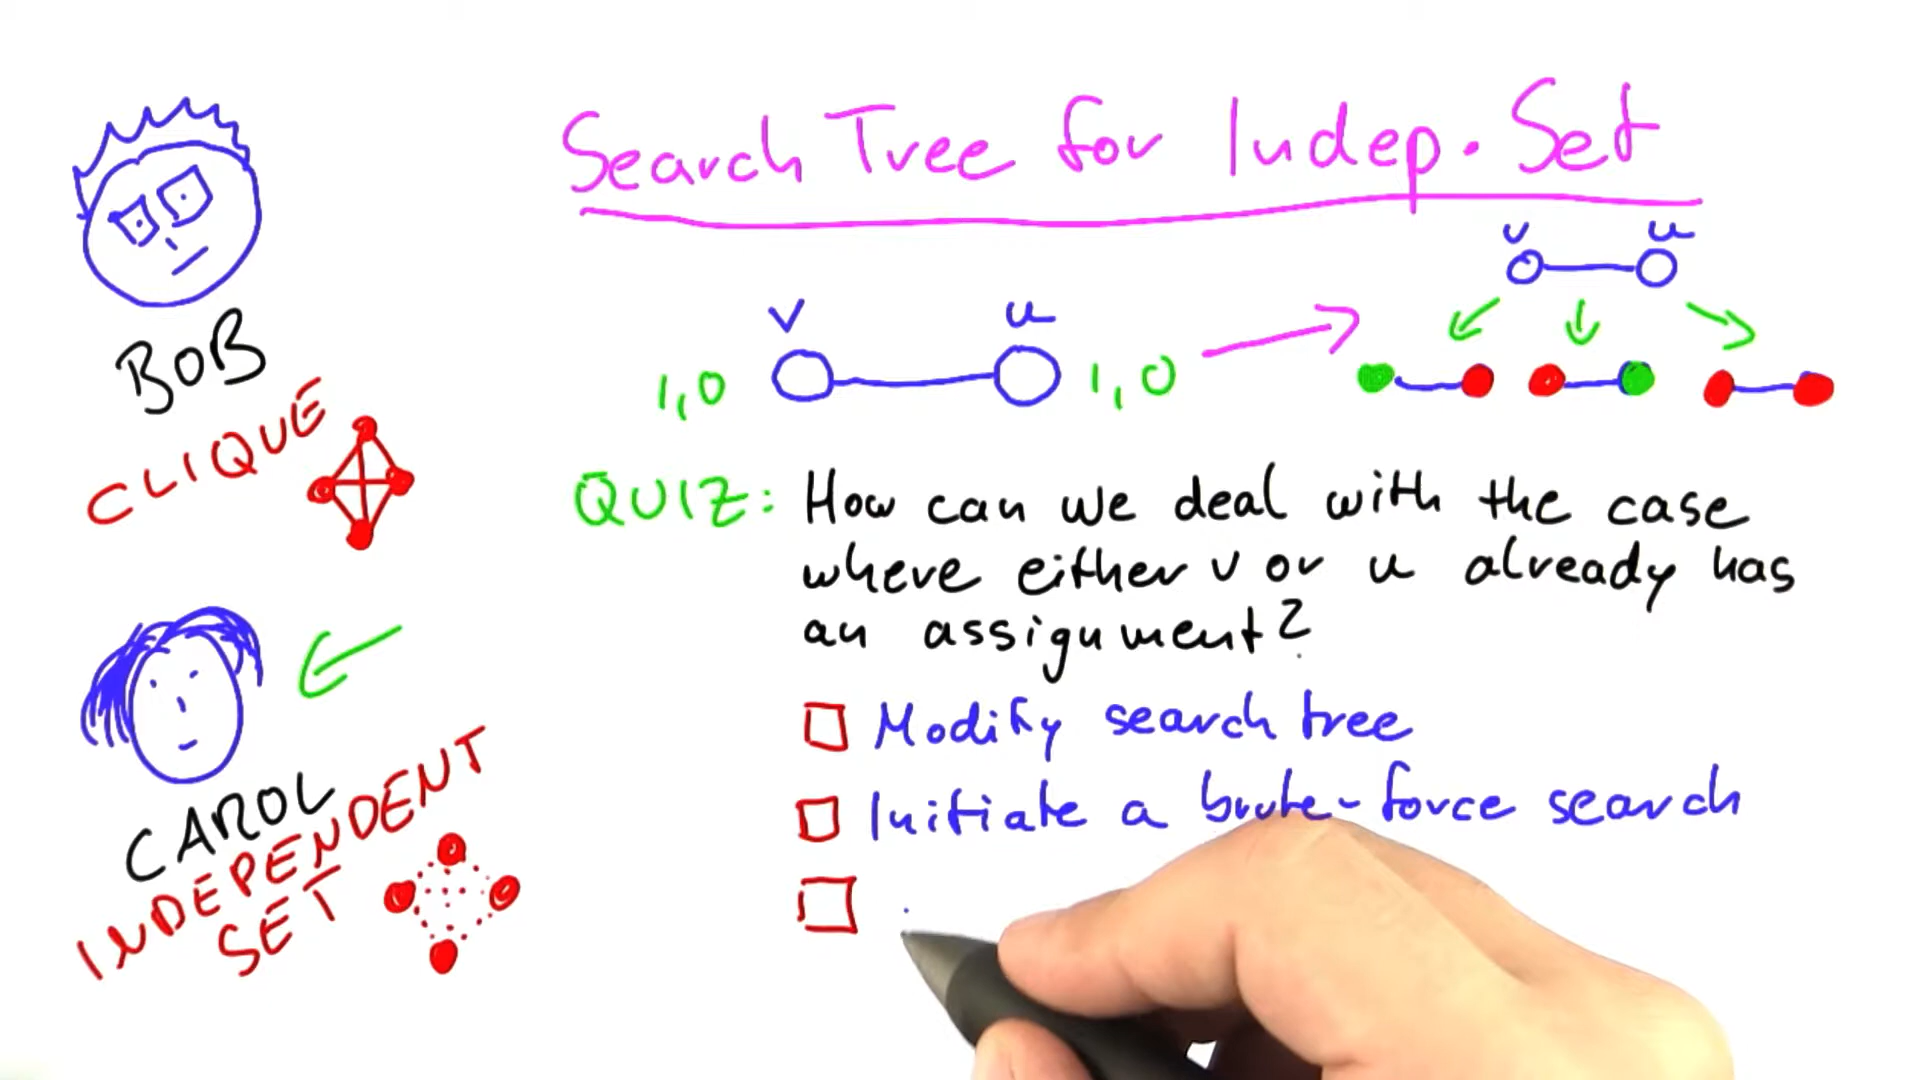 Search Tree for Indep. Set
v u
v u
1,0 1,0
BOB
CLIQUE
QUIZ: How can we deal with the case
where either v or u already has
an assignment?
Modify search tree
Initiate a brute-force search
CAROL
INDEPENDENT
SET